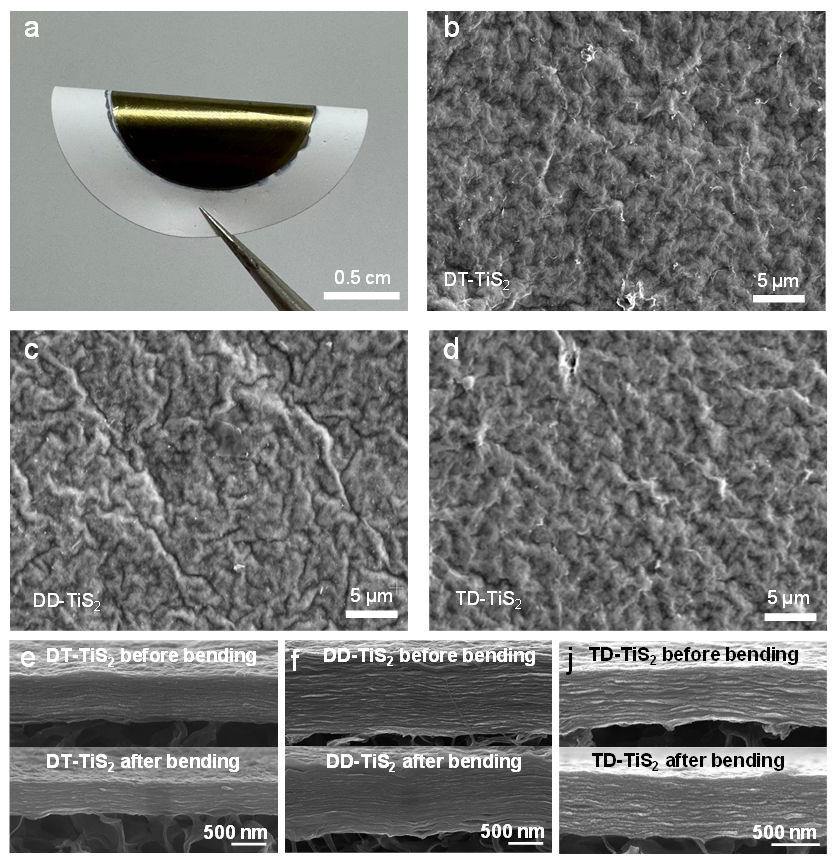 a
0.5 cm
b
DT-TiS₂
5 µm
c
DD-TiS₂
5 µm
d
TD-TiS₂
5 µm
e
DT-TiS₂ before bending
DT-TiS₂ after bending
500 nm
f
DD-TiS₂ before bending
DD-TiS₂ after bending
500 nm
j
TD-TiS₂ before bending
TD-TiS₂ after bending
500 nm